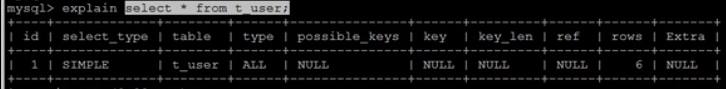 mysql> explain select * from t_user;
+----+-------------+--------+------+---------------+------+---------+------+------+-------+
| id | select_type | table | type | possible_keys | key | key_len | ref | rows | Extra |
+----+-------------+--------+------+---------------+------+---------+------+------+-------+
| 1 | SIMPLE | t_user | ALL | NULL | NULL | NULL | NULL | 6 | NULL |
+----+-------------+--------+------+---------------+------+---------+------+------+-------+